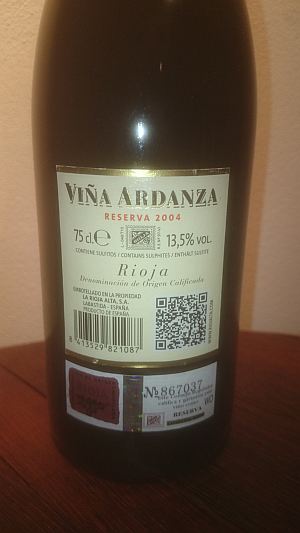 VIÑA ARDANZA
RESERVA 2004
75 cl. e
13,5% VOL.
CONTIENE SULFITOS / CONTAINS SULPHITES / ENTHÄLT SULFITE
Rioja
Denominación de Origen Calificada
EMBOTELLADO EN LA PROPIEDAD
LA RIOJA ALTA, S.A.
LABASTIDA - ESPAÑA
PRODUCTO DE ESPAÑA
8 413529 821087
Nº 867037
RESERVA